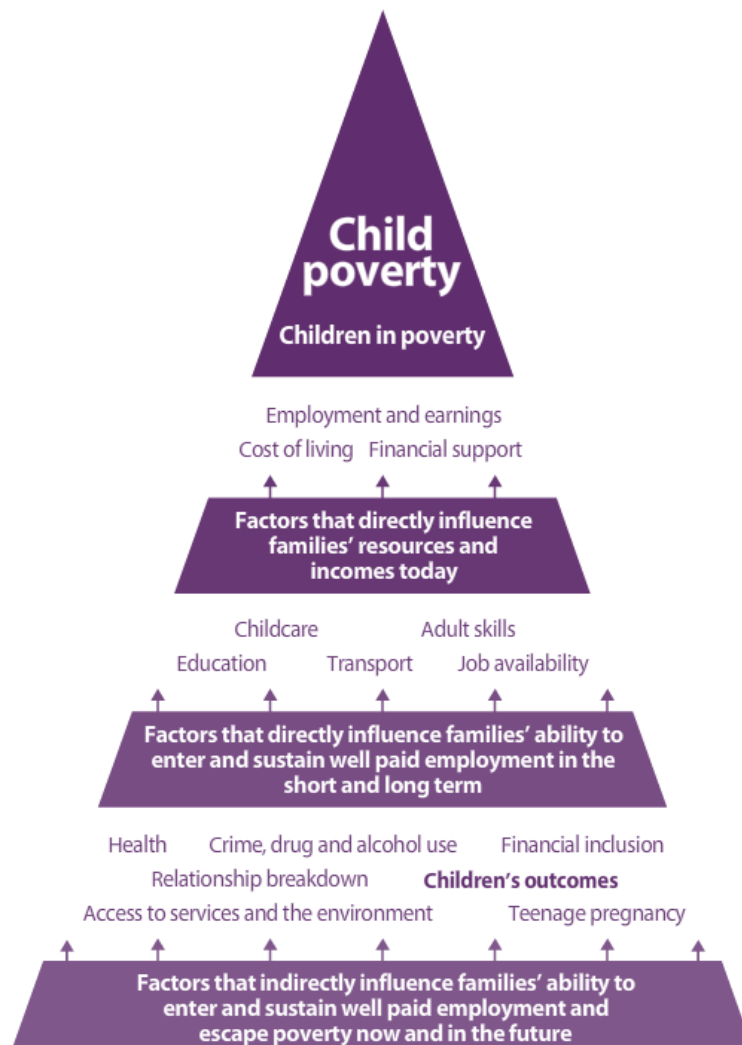 Child
poverty
Children in poverty
Employment and earnings
Cost of living Financial support
Factors that directly influence
families’ resources and
incomes today
Childcare Adult skills
Education Transport Job availability
Factors that directly influence families’ ability to
enter and sustain well paid employment in the
short and long term
Health Crime, drug and alcohol use Financial inclusion
Relationship breakdown Children’s outcomes
Access to services and the environment Teenage pregnancy
Factors that indirectly influence families’ ability to
enter and sustain well paid employment and
escape poverty now and in the future